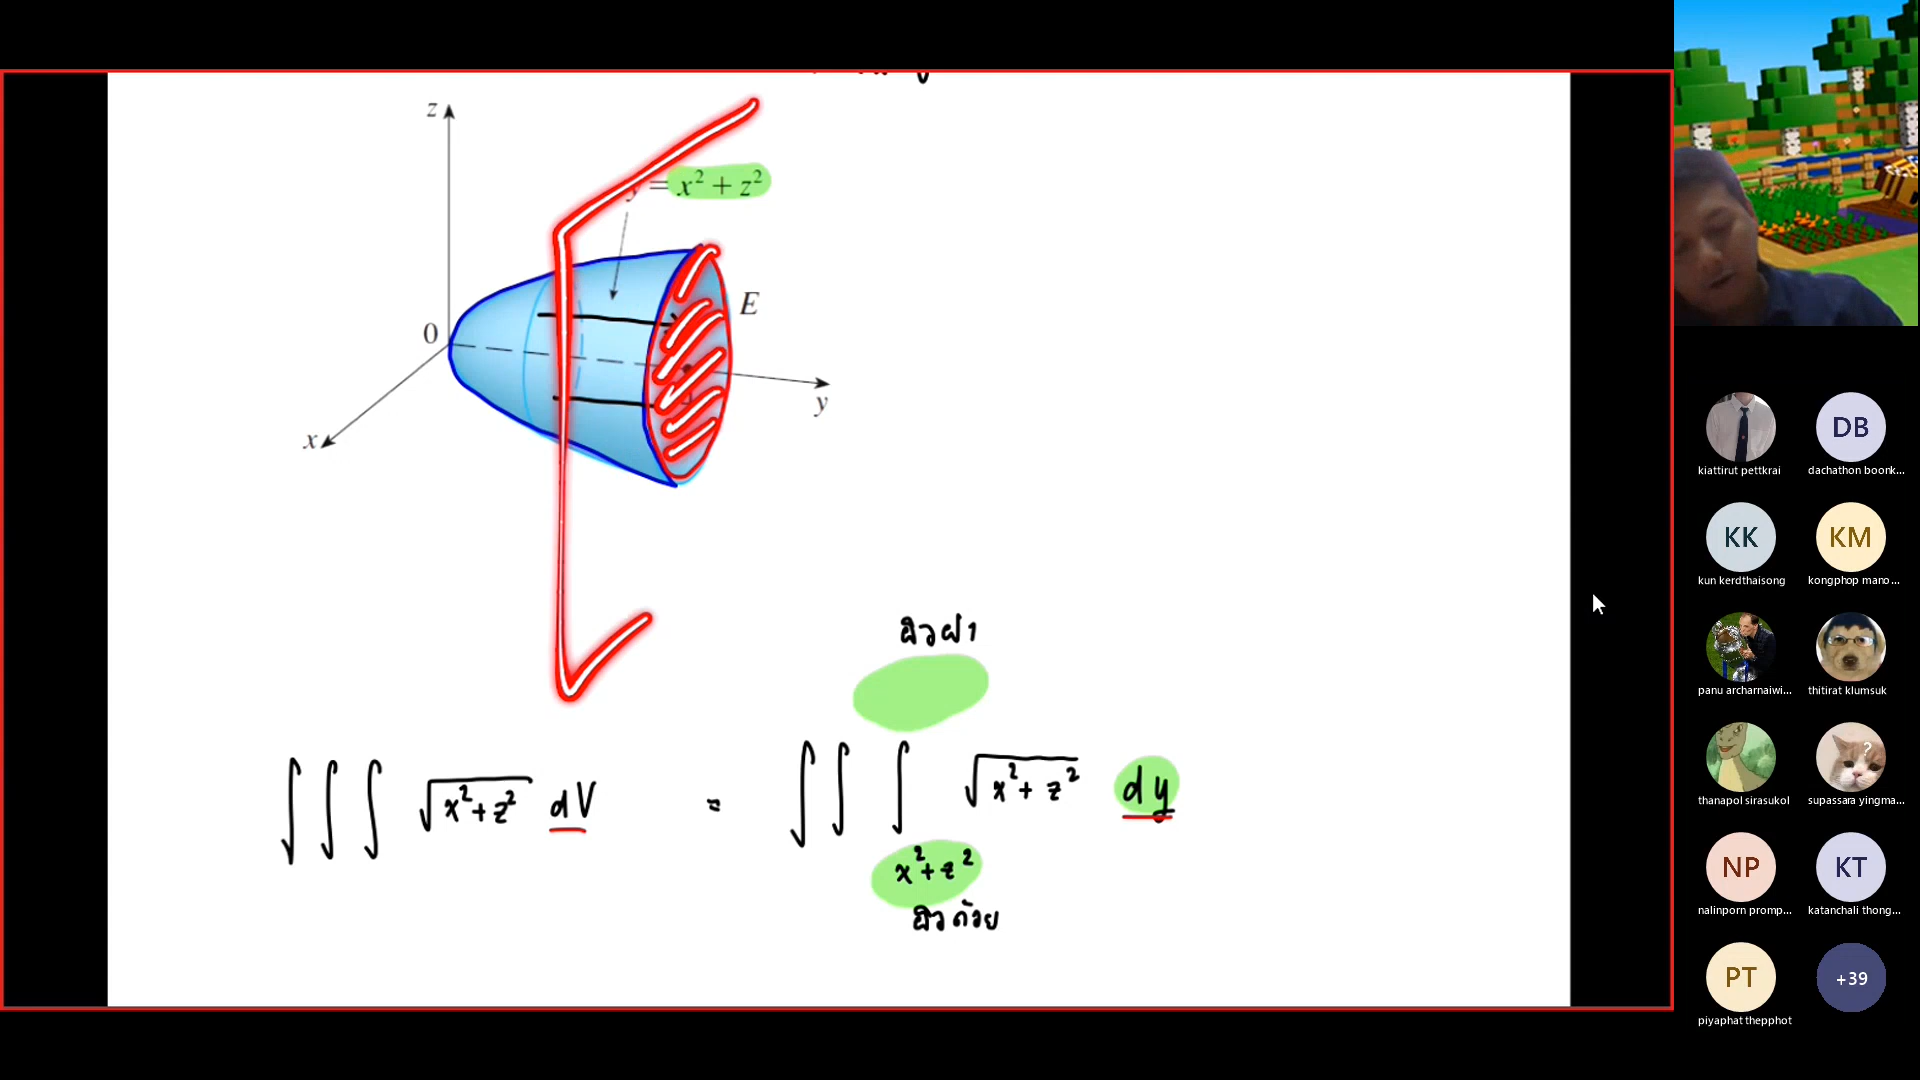 z
y = x² + z²
E
0
y
x
ผิวฝา
∫∫∫ √(x²+z²) dV = ∫∫∫ √(x²+z²) dy
x²+z²
ผิวถ้วย
kiattirut pettkrai
DB
dachathon boonk...
KK
kun kerdthaisong
KM
kongphop mano...
panu archarnaiwi...
thitirat klumsuk
thanapol sirasukol
?
supassara yingma...
NP
nalinporn promp...
KT
katanchali thong...
PT
piyaphat thepphot
+39